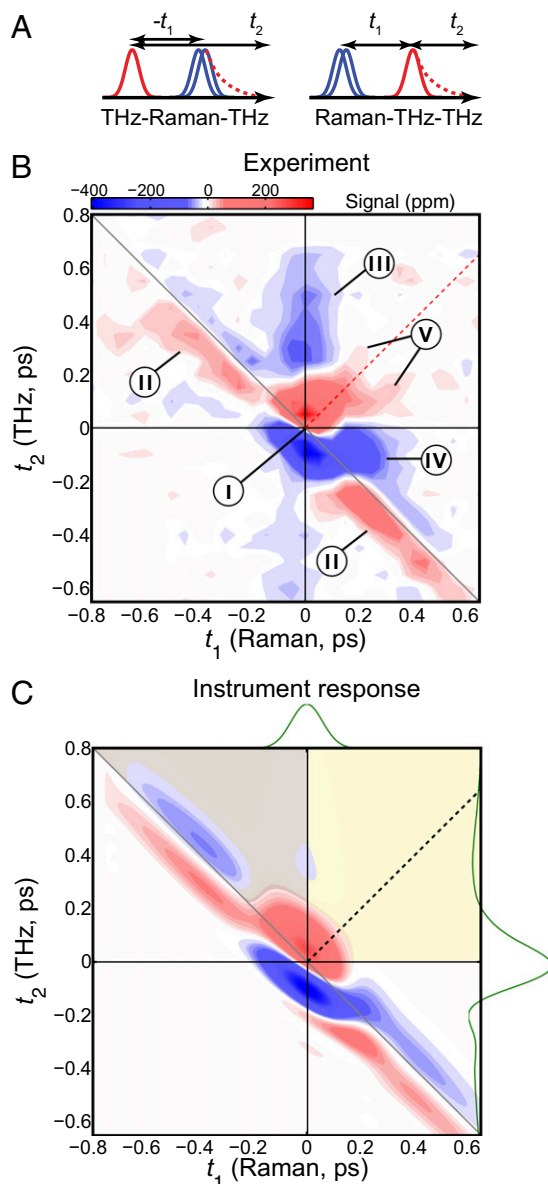 A
-t1 t2 t1 t2
THz-Raman-THz Raman-THz-THz
B Experiment
−400 −200 0 200 Signal (ppm)
0.8
0.6
0.4
0.2
0
−0.2
−0.4
−0.6
III
V
II
I
IV
II
t2 (THz, ps)
−0.8 −0.6 −0.4 −0.2 0 0.2 0.4 0.6
t1 (Raman, ps)
C Instrument response
0.8
0.6
0.4
0.2
0
−0.2
−0.4
−0.6
t2 (THz, ps)
−0.8 −0.6 −0.4 −0.2 0 0.2 0.4 0.6
t1 (Raman, ps)